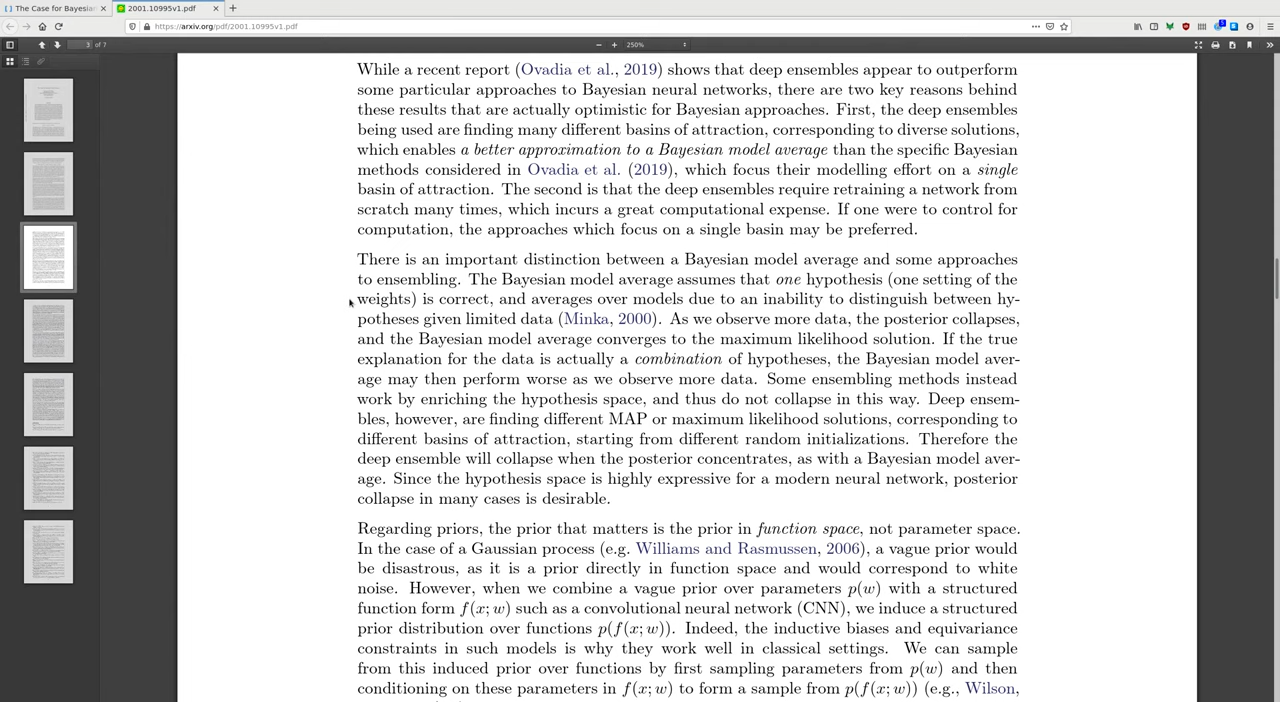 The Case for Bayesian
2001.10995v1.pdf
https://arxiv.org/pdf/2001.10995v1.pdf
3 of 7
250%
While a recent report (Ovadia et al., 2019) shows that deep ensembles appear to outperform
some particular approaches to Bayesian neural networks, there are two key reasons behind
these results that are actually optimistic for Bayesian approaches. First, the deep ensembles
being used are finding many different basins of attraction, corresponding to diverse solutions,
which enables a better approximation to a Bayesian model average than the specific Bayesian
methods considered in Ovadia et al. (2019), which focus their modelling effort on a single
basin of attraction. The second is that the deep ensembles require retraining a network from
scratch many times, which incurs a great computational expense. If one were to control for
computation, the approaches which focus on a single basin may be preferred.
There is an important distinction between a Bayesian model average and some approaches
to ensembling. The Bayesian model average assumes that one hypothesis (one setting of the
weights) is correct, and averages over models due to an inability to distinguish between hy-
potheses given limited data (Minka, 2000). As we observe more data, the posterior collapses,
and the Bayesian model average converges to the maximum likelihood solution. If the true
explanation for the data is actually a combination of hypotheses, the Bayesian model aver-
age may then perform worse as we observe more data. Some ensembling methods instead
work by enriching the hypothesis space, and thus do not collapse in this way. Deep ensem-
bles, however, are finding different MAP or maximum likelihood solutions, corresponding to
different basins of attraction, starting from different random initializations. Therefore the
deep ensemble will collapse when the posterior concentrates, as with a Bayesian model aver-
age. Since the hypothesis space is highly expressive for a modern neural network, posterior
collapse in many cases is desirable.
Regarding priors, the prior that matters is the prior in function space, not parameter space.
In the case of a Gaussian process (e.g. Williams and Rasmussen, 2006), a vague prior would
be disastrous, as it is a prior directly in function space and would correspond to white
noise. However, when we combine a vague prior over parameters p(w) with a structured
function form f(x; w) such as a convolutional neural network (CNN), we induce a structured
prior distribution over functions p(f(x; w)). Indeed, the inductive biases and equivariance
constraints in such models is why they work well in classical settings. We can sample
from this induced prior over functions by first sampling parameters from p(w) and then
conditioning on these parameters in f(x; w) to form a sample from p(f(x; w)) (e.g., Wilson,